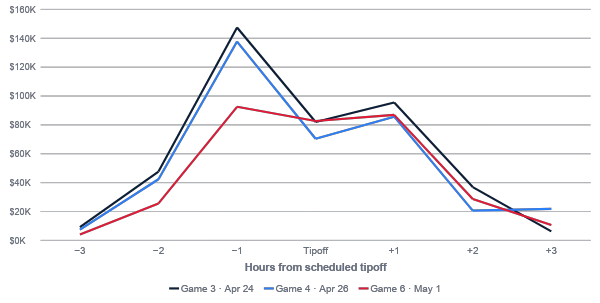 $160K
$140K
$120K
$100K
$80K
$60K
$40K
$20K
$0K
−3 −2 −1 Tipoff +1 +2 +3
Hours from scheduled tipoff
Game 3 · Apr 24 Game 4 · Apr 26 Game 6 · May 1